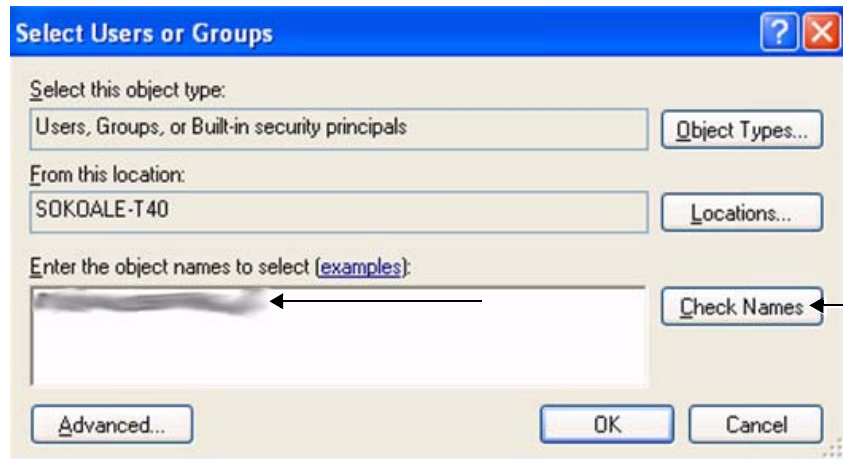 Select Users or Groups
Select this object type:
Users, Groups, or Built-in security principals
Object Types...
From this location:
SOKOALE-T40
Locations...
Enter the object names to select (examples):
Check Names
Advanced...
OK
Cancel